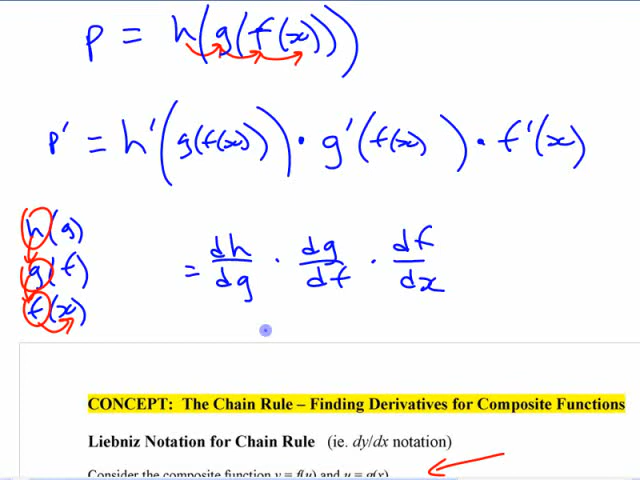 p = h(g(f(x)))
p' = h'(g(f(x))) · g'(f(x)) · f'(x)
h(g)
g(f)
f(x)
= dh/dg · dg/df · df/dx
CONCEPT: The Chain Rule – Finding Derivatives for Composite Functions
Liebniz Notation for Chain Rule (ie. dy/dx notation)
Consider the composite function y = f(u) and u = g(x)